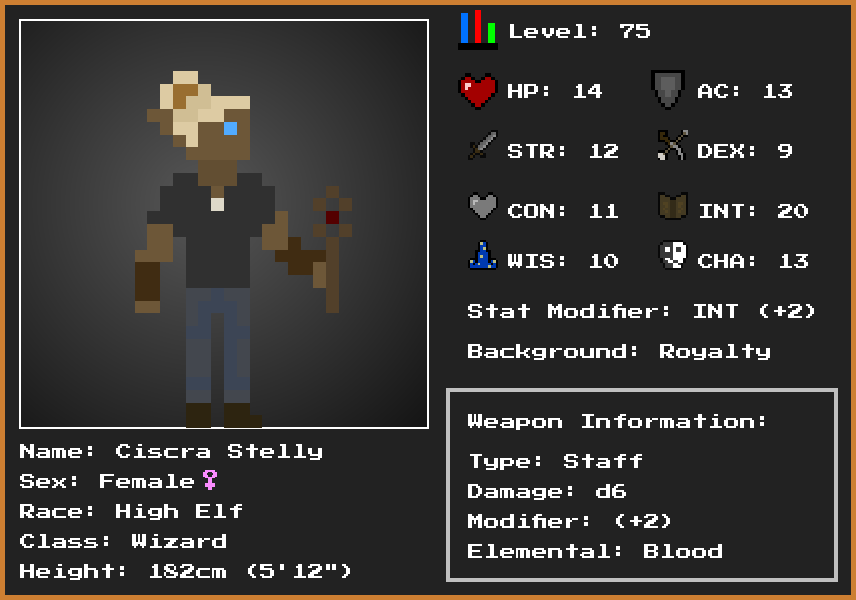 Level: 75
HP: 14 AC: 13
STR: 12 DEX: 9
CON: 11 INT: 20
WIS: 10 CHA: 13
Stat Modifier: INT (+2)
Background: Royalty
Weapon Information:
Type: Staff
Damage: d6
Modifier: (+2)
Elemental: Blood
Name: Ciscra Stelly
Sex: Female♀
Race: High Elf
Class: Wizard
Height: 182cm (5'12")